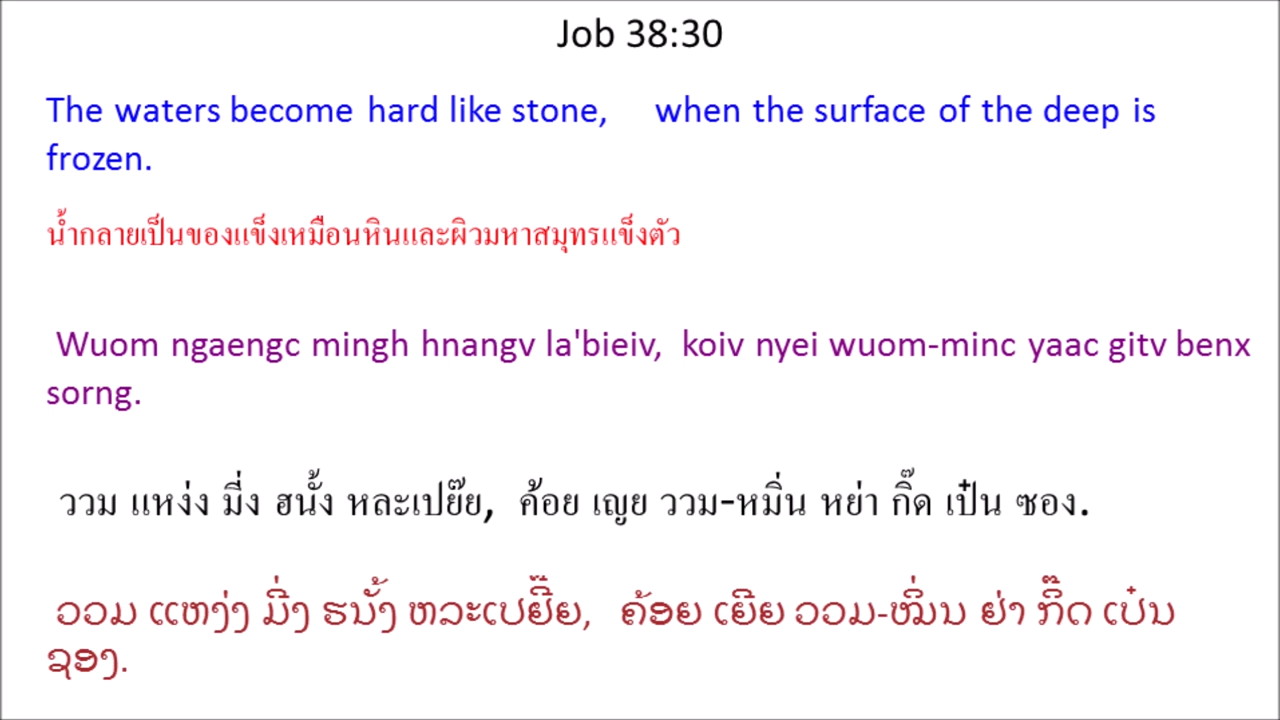 Job 38:30
The waters become hard like stone, when the surface of the deep is
frozen.
น้ำกลายเป็นของแข็งเหมือนหินและผิวมหาสมุทรแข็งตัว
Wuom ngaengc mingh hnangv la'bieiv, koiv nyei wuom-minc yaac gitv benx
sorng.
ววม แหง่ง มี่ง ฮนั้ง หละเปย๊ย, ค้อย เญย ววม-หมิ่น หย่า กิ๊ด เป๋น ซอง.
ววม ແຫງ່ງ ມີ່ງ ຮນັ້ງ ຫລະເປຢີ໊ຍ, ຄ້ອຍ ເຍີຍ ວວມ-ໝິ່ນ ຢ່າ ກິ໊ດ ເປ໋ນ
ຊອງ.